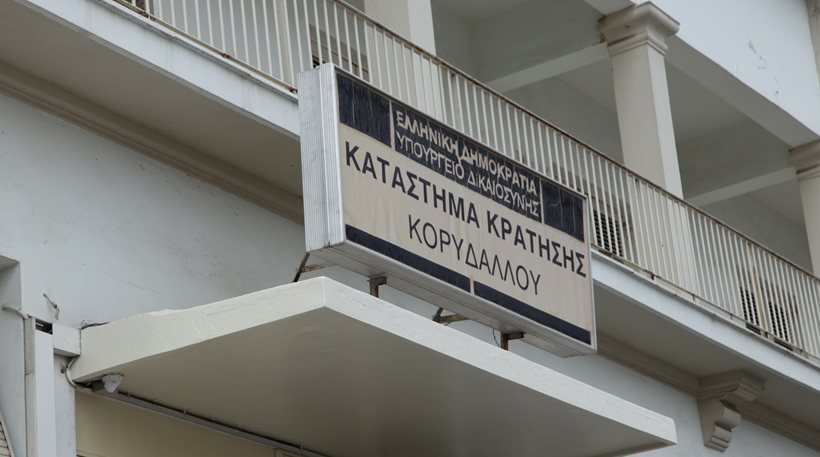 ΕΛΛΗΝΙΚΗ ΔΗΜΟΚΡΑΤΙΑ
ΥΠΟΥΡΓΕΙΟ ΔΙΚΑΙΟΣΥΝΗΣ
ΚΑΤΑΣΤΗΜΑ ΚΡΑΤΗΣΗΣ
ΚΟΡΥΔΑΛΛΟΥ